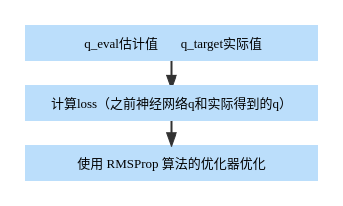 q_eval估计值 q_target实际值
计算loss（之前神经网络q和实际得到的q）
使用 RMSProp 算法的优化器优化